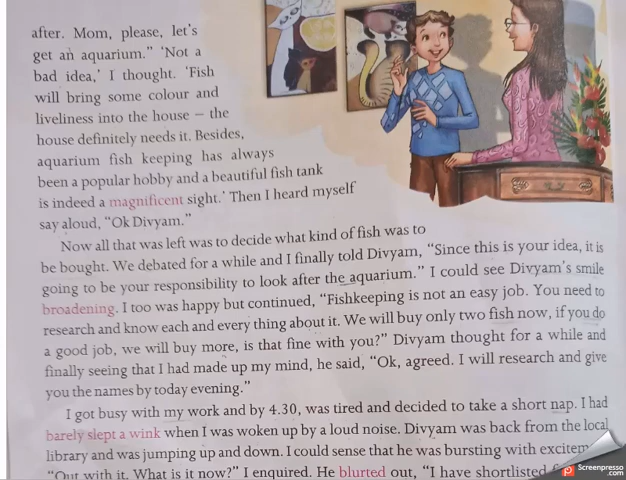 after. Mom, please, let's
get an aquarium." 'Not a
bad idea,' I thought. 'Fish
will bring some colour and
liveliness into the house – the
house definitely needs it. Besides,
aquarium fish keeping has always
been a popular hobby and a beautiful fish tank
is indeed a magnificent sight.' Then I heard myself
say aloud, "Ok Divyam."
Now all that was left was to decide what kind of fish was to
be bought. We debated for a while and I finally told Divyam, "Since this is your idea, it is
going to be your responsibility to look after the aquarium." I could see Divyam's smile
broadening. I too was happy but continued, "Fishkeeping is not an easy job. You need to
research and know each and every thing about it. We will buy only two fish now, if you do
a good job, we will buy more, is that fine with you?" Divyam thought for a while and
finally seeing that I had made up my mind, he said, "Ok, agreed. I will research and give
you the names by today evening."
I got busy with my work and by 4.30, was tired and decided to take a short nap. I had
barely slept a wink when I was woken up by a loud noise. Divyam was back from the local
library and was jumping up and down. I could sense that he was bursting with
"Out with it. What is it now?" I enquired. He blurted out, "I have shortlisted
Screenpresso
.com